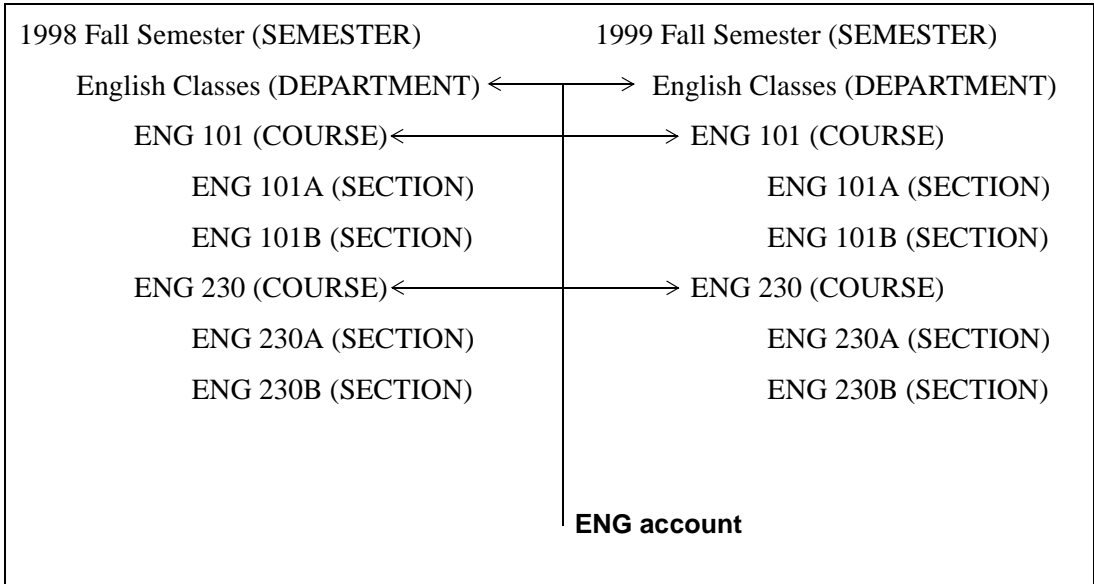 1998 Fall Semester (SEMESTER) 1999 Fall Semester (SEMESTER)
English Classes (DEPARTMENT) English Classes (DEPARTMENT)
ENG 101 (COURSE) ENG 101 (COURSE)
ENG 101A (SECTION) ENG 101A (SECTION)
ENG 101B (SECTION) ENG 101B (SECTION)
ENG 230 (COURSE) ENG 230 (COURSE)
ENG 230A (SECTION) ENG 230A (SECTION)
ENG 230B (SECTION) ENG 230B (SECTION)
ENG account